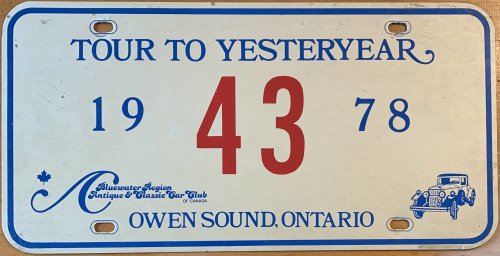 TOUR TO YESTERYEAR
19 43 78
Bluewater Region
Antique & Classic Car Club
OF CANADA
OWEN SOUND, ONTARIO